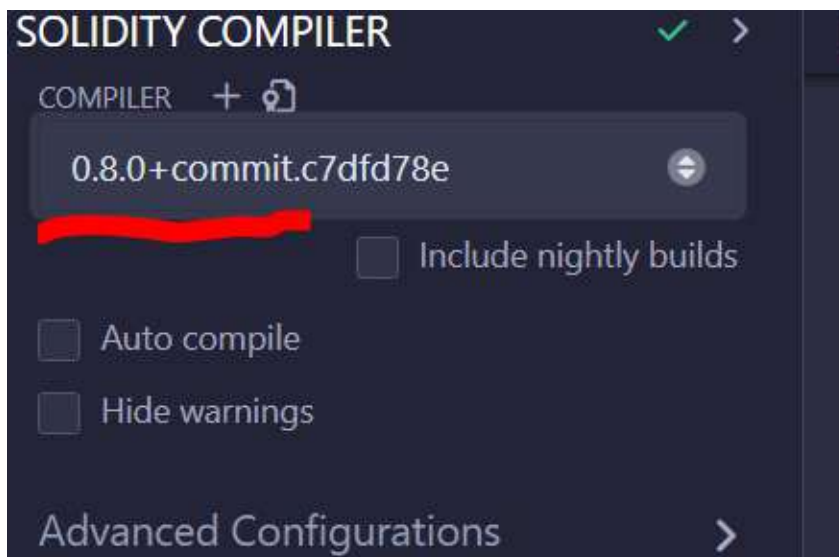 SOLIDITY COMPILER
COMPILER
0.8.0+commit.c7dfd78e
Include nightly builds
Auto compile
Hide warnings
Advanced Configurations